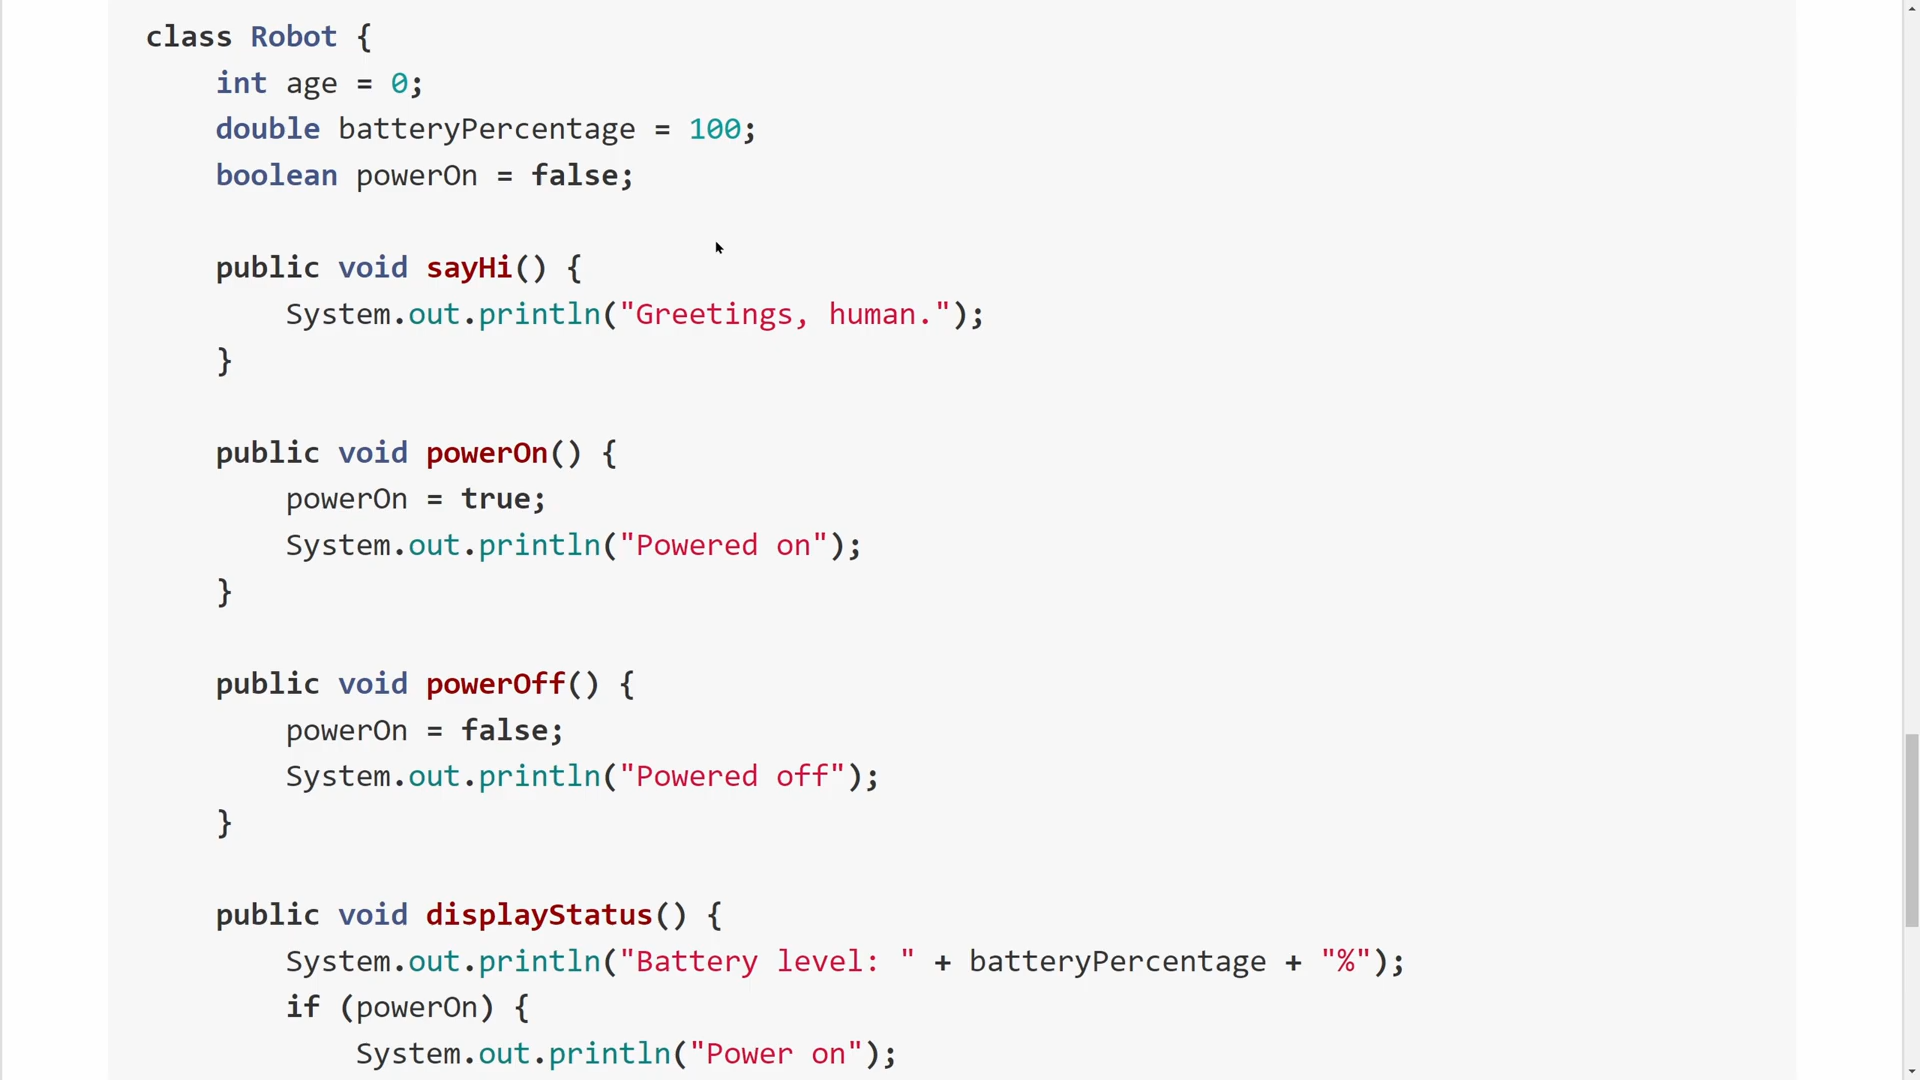 class Robot {
int age = 0;
double batteryPercentage = 100;
boolean powerOn = false;
public void sayHi() {
System.out.println("Greetings, human.");
}
public void powerOn() {
powerOn = true;
System.out.println("Powered on");
}
public void powerOff() {
powerOn = false;
System.out.println("Powered off");
}
public void displayStatus() {
System.out.println("Battery level: " + batteryPercentage + "%");
if (powerOn) {
System.out.println("Power on");